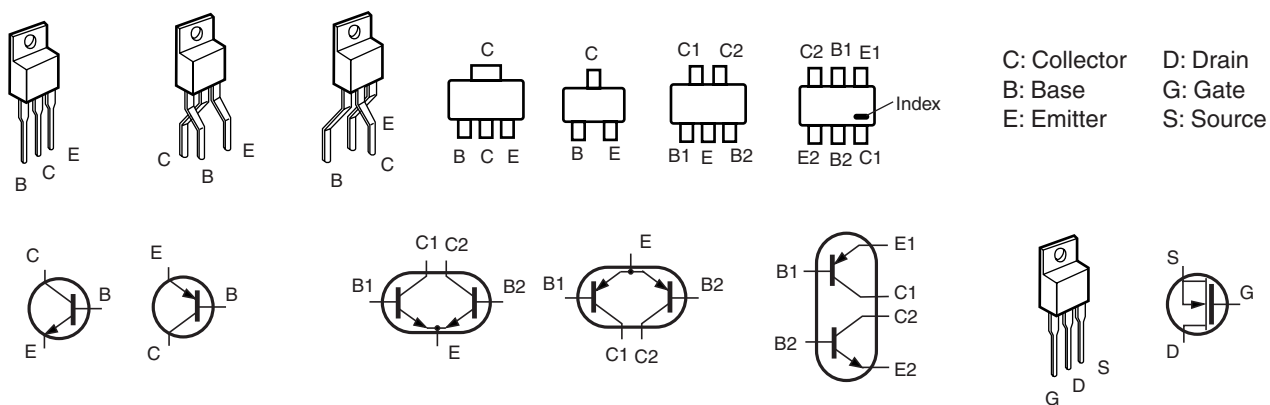 B C E
C B E
B E C
C
B C E
C
B E
C1 C2
B1 E B2
C2 B1 E1
Index
E2 B2 C1
C: Collector D: Drain
B: Base G: Gate
E: Emitter S: Source
C
B
E
E
B
C
C1 C2
B1 B2
E
E
B1 B2
C1 C2
E1
B1
C1
C2
B2
E2
G D S
S
G
D